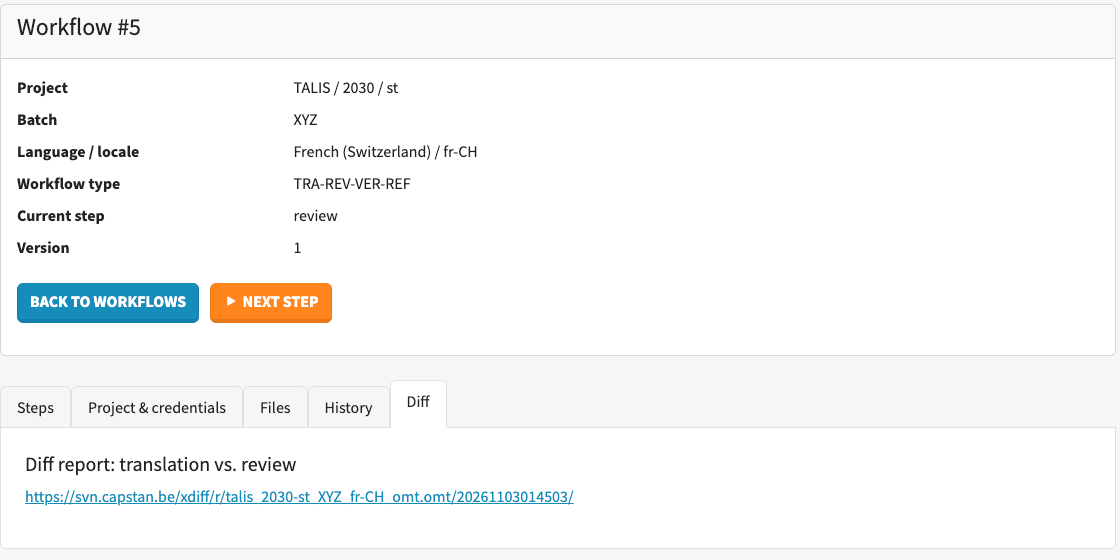 Workflow #5
Project TALIS / 2030 / st
Batch XYZ
Language / locale French (Switzerland) / fr-CH
Workflow type TRA-REV-VER-REF
Current step review
Version 1
BACK TO WORKFLOWS NEXT STEP
Steps Project & credentials Files History Diff
Diff report: translation vs. review
https://svn.capstan.be/xdiff/r/talis_2030-st_XYZ_fr-CH_omt.omt/20261103014503/